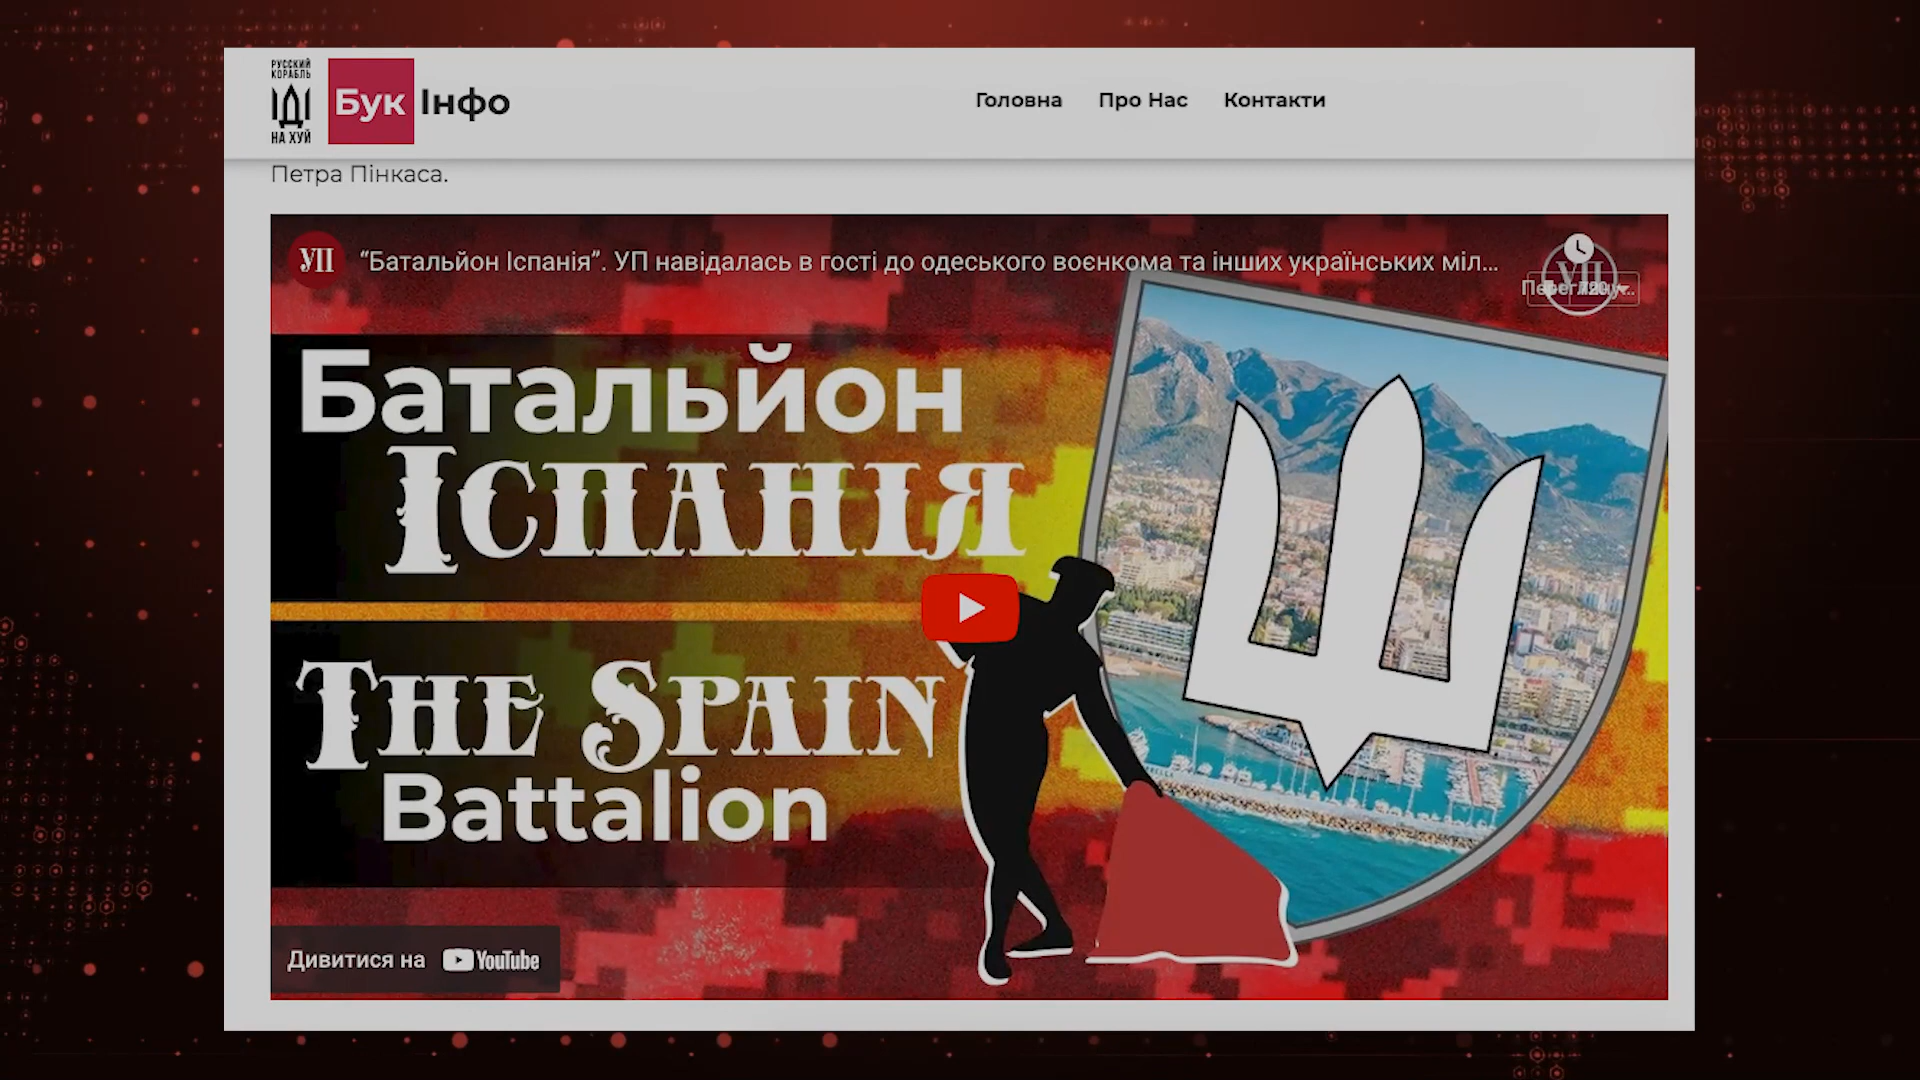 РУССКИЙ
КОРАБЛЬ
НА ХУЙ
Бук Інфо
Головна Про Нас Контакти
Петра Пінкаса.
УП “Батальйон Іспанія”. УП навідалась в гості до одеського воєнкома та інших українських міл...
УП
Батальйон
Іспанія
The Spain
Battalion
Дивитися на YouTube